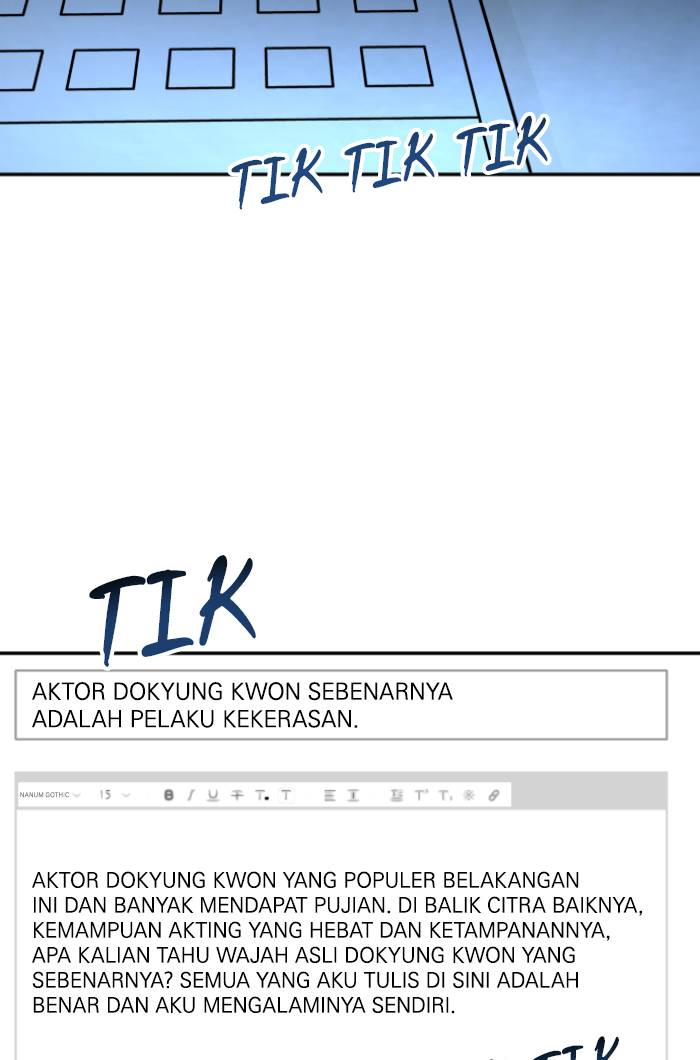 TIK TIK TIK
TIK
AKTOR DOKYUNG KWON SEBENARNYA
ADALAH PELAKU KEKERASAN.
NANUM GOTHIC 15 B I U T T. T T T
AKTOR DOKYUNG KWON YANG POPULER BELAKANGAN
INI DAN BANYAK MENDAPAT PUJIAN. DI BALIK CITRA BAIKNYA,
KEMAMPUAN AKTING YANG HEBAT DAN KETAMPANANNYA,
APA KALIAN TAHU WAJAH ASLI DOKYUNG KWON YANG
SEBENARNYA? SEMUA YANG AKU TULIS DI SINI ADALAH
BENAR DAN AKU MENGALAMINYA SENDIRI.
TIK